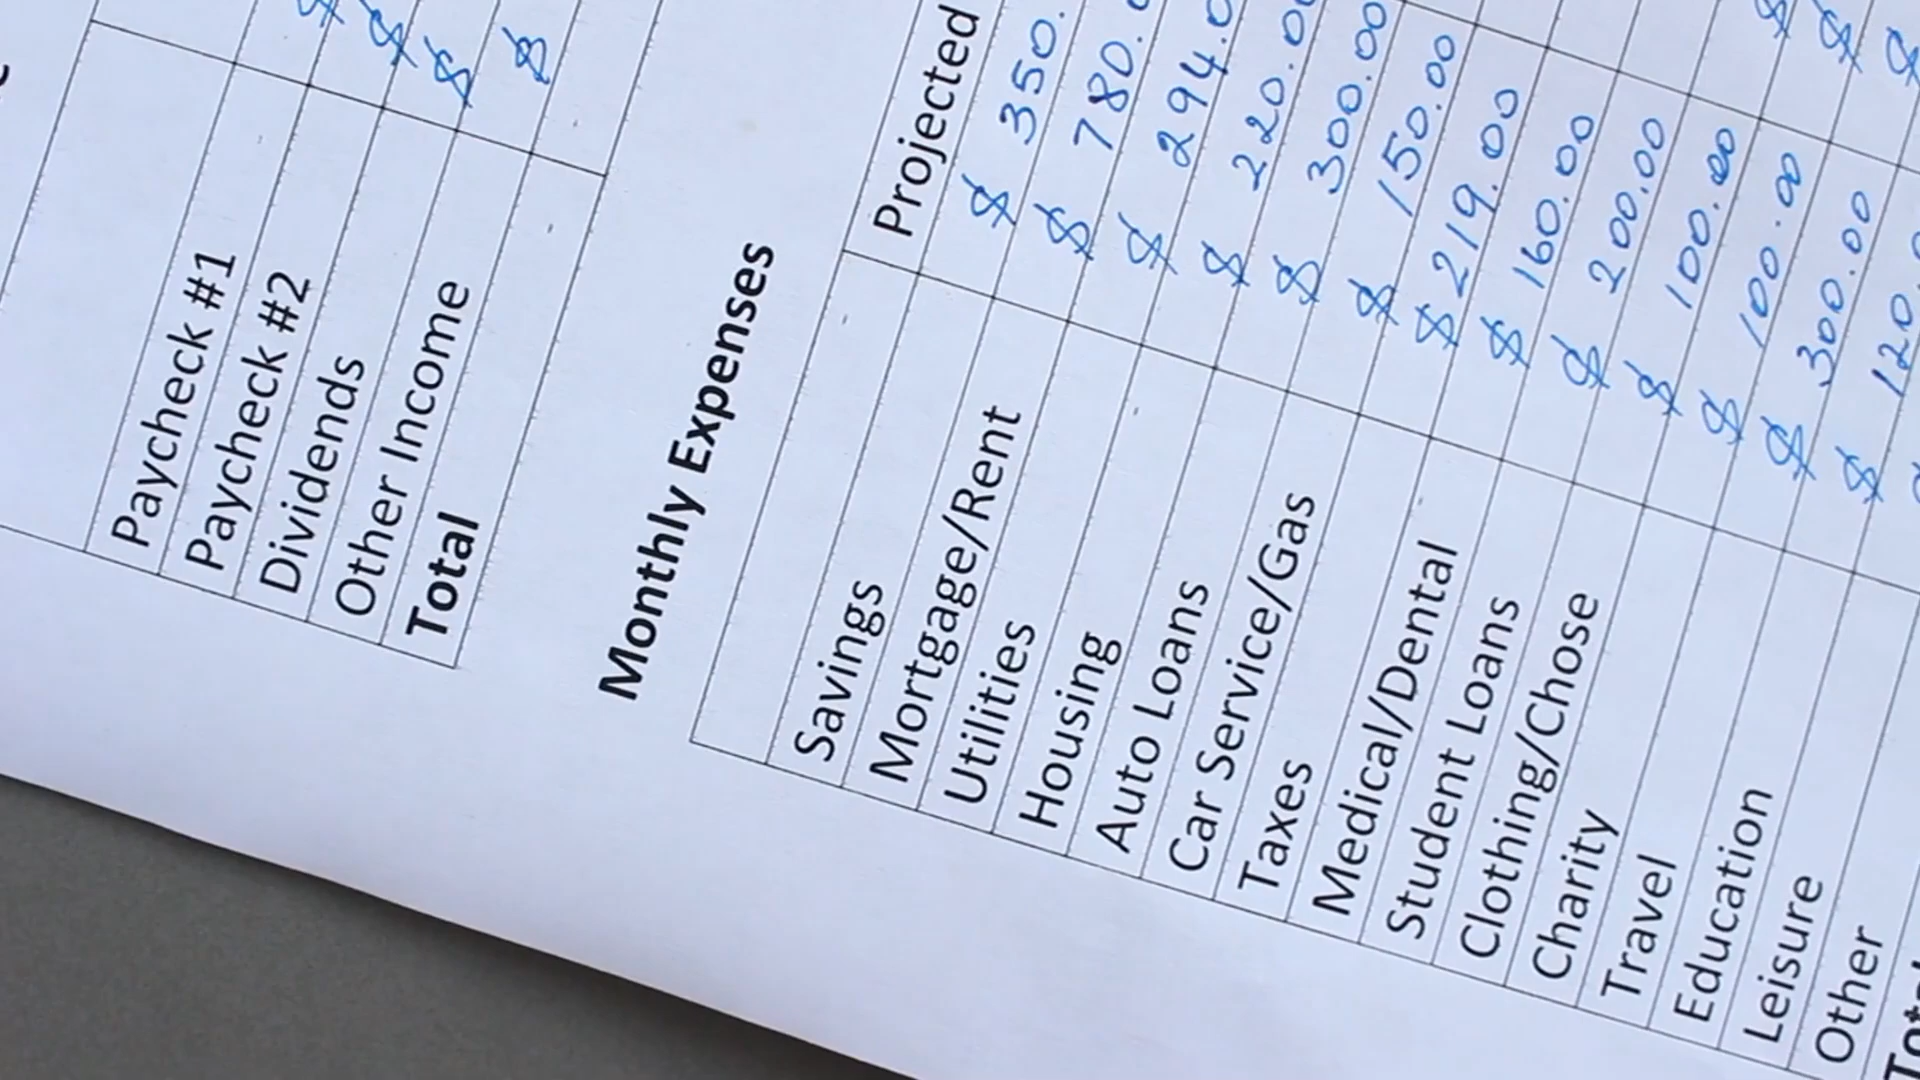 Paycheck #1 $
Paycheck #2 $
Dividends $
Other Income $
Total
Monthly Expenses
Projected
Savings $ 350.
Mortgage/Rent $ 780.
Utilities $ 294.0
Housing $ 220.00
Auto Loans $ 300.00
Car Service/Gas $ 150.00
Taxes $ 219.00
Medical/Dental $ 160.00
Student Loans $ 200.00
Clothing/Chose $ 100.00
Charity $ 100.00
Travel $ 300.00
Education $ 120.
Leisure
Other